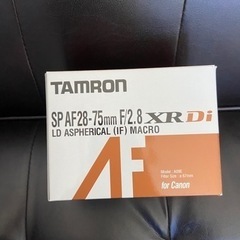 TAMRON
SP AF28-75mm F/2.8 XR Di
LD ASPHERICAL (IF) MACRO
AF
for Canon